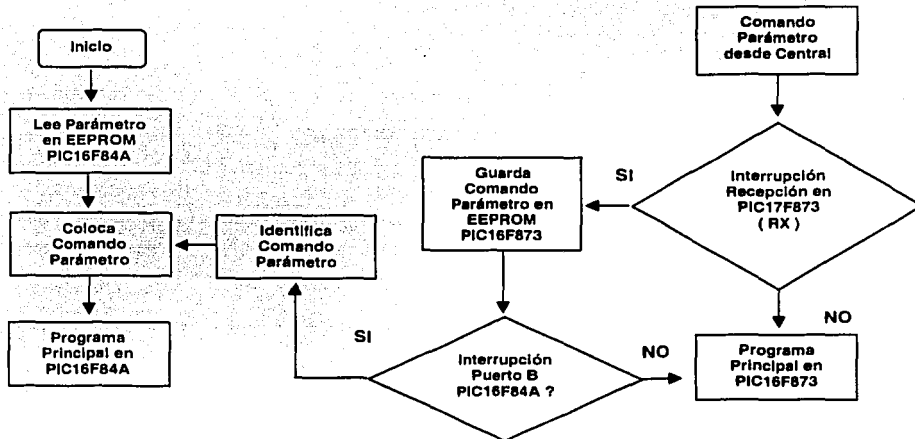 Inicio
Lee Parámetro
en EEPROM
PIC16F84A
Coloca
Comando
Parámetro
Programa
Principal en
PIC16F84A
Identifica
Comando
Parámetro
SI
Guarda
Comando
Parámetro en
EEPROM
PIC16F873
Interrupción
Puerto B
PIC16F84A ?
NO
SI
Comando
Parámetro
desde Central
Interrupción
Recepción en
PIC17F873
( RX )
NO
Programa
Principal en
PIC16F873